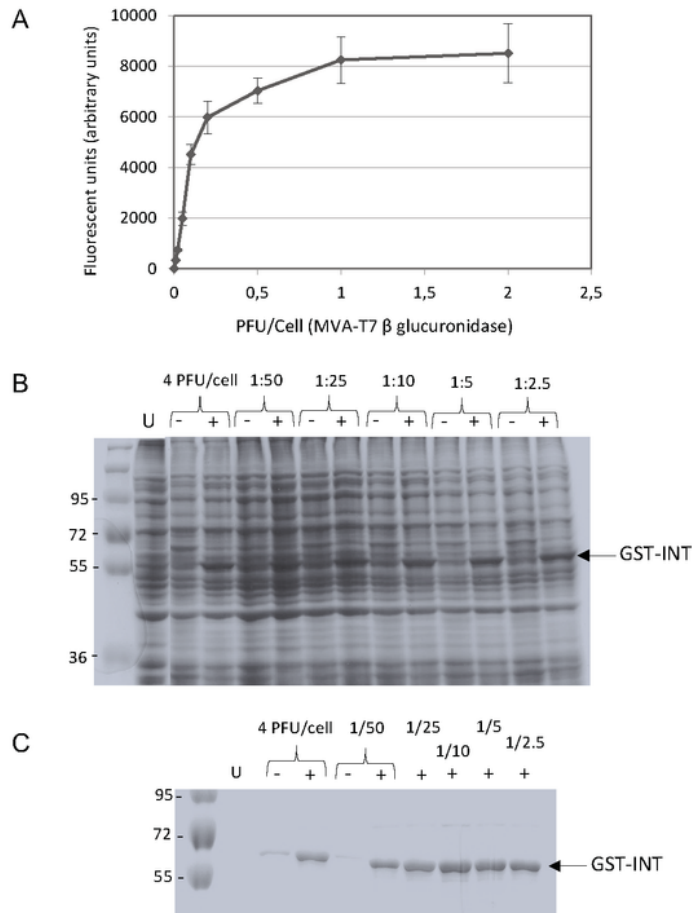 A
Fluorescent units (arbitrary units)
10000
8000
6000
4000
2000
0
0 0,5 1 1,5 2 2,5
PFU/Cell (MVA-T7 β glucuronidase)
B
4 PFU/cell 1:50 1:25 1:10 1:5 1:2.5
U - + - + - + - + - + - +
95 -
72 -
55 -
36 -
GST-INT
C
4 PFU/cell 1/50 1/25 1/10 1/5 1/2.5
U - + - + + + + +
95 -
72 -
55 -
GST-INT